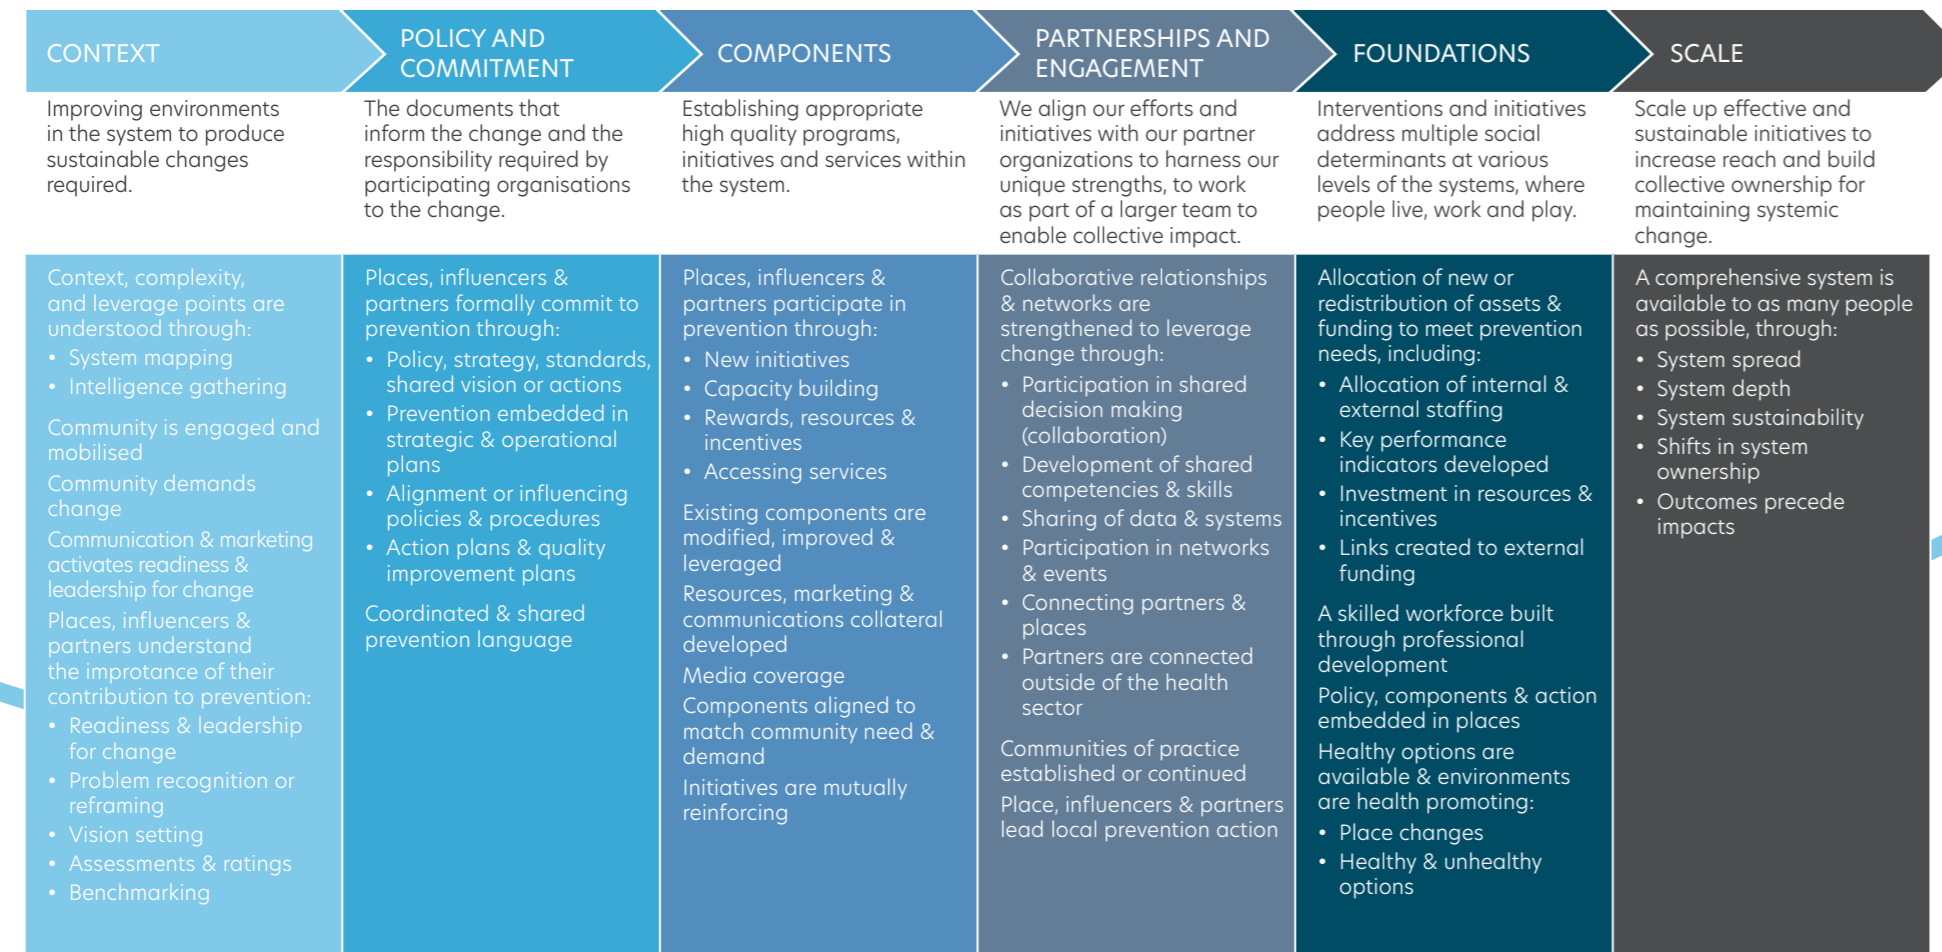 CONTEXT
Improving environments
in the system to produce
sustainable changes
required.
Context, complexity,
and leverage points are
understood through:
• System mapping
• Intelligence gathering
Community is engaged and
mobilised
Community demands
change
Communication & marketing
activates readiness &
leadership for change
Places, influencers &
partners understand
the improtance of their
contribution to prevention:
• Readiness & leadership
for change
• Problem recognition or
reframing
• Vision setting
• Assessments & ratings
• Benchmarking
POLICY AND
COMMITMENT
The documents that
inform the change and the
responsibility required by
participating organisations
to the change.
Places, influencers &
partners formally commit to
prevention through:
• Policy, strategy, standards,
shared vision or actions
• Prevention embedded in
strategic & operational
plans
• Alignment or influencing
policies & procedures
• Action plans & quality
improvement plans
Coordinated & shared
prevention language
COMPONENTS
Establishing appropriate
high quality programs,
initiatives and services within
the system.
Places, influencers &
partners participate in
prevention through:
• New initiatives
• Capacity building
• Rewards, resources &
incentives
• Accessing services
Existing components are
modified, improved &
leveraged
Resources, marketing &
communications collateral
developed
Media coverage
Components aligned to
match community need &
demand
Initiatives are mutually
reinforcing
PARTNERSHIPS AND
ENGAGEMENT
We align our efforts and
initiatives with our partner
organizations to harness our
unique strengths, to work
as part of a larger team to
enable collective impact.
Collaborative relationships
& networks are
strengthened to leverage
change through:
• Participation in shared
decision making
(collaboration)
• Development of shared
competencies & skills
• Sharing of data & systems
• Participation in networks
& events
• Connecting partners &
places
• Partners are connected
outside of the health
sector
Communities of practice
established or continued
Place, influencers & partners
lead local prevention action
FOUNDATIONS
Interventions and initiatives
address multiple social
determinants at various
levels of the systems, where
people live, work and play.
Allocation of new or
redistribution of assets &
funding to meet prevention
needs, including:
• Allocation of internal &
external staffing
• Key performance
indicators developed
• Investment in resources &
incentives
• Links created to external
funding
A skilled workforce built
through professional
development
Policy, components & action
embedded in places
Healthy options are
available & environments
are health promoting:
• Place changes
• Healthy & unhealthy
options
SCALE
Scale up effective and
sustainable initiatives to
increase reach and build
collective ownership for
maintaining systemic
change.
A comprehensive system is
available to as many people
as possible, through:
• System spread
• System depth
• System sustainability
• Shifts in system
ownership
• Outcomes precede
impacts